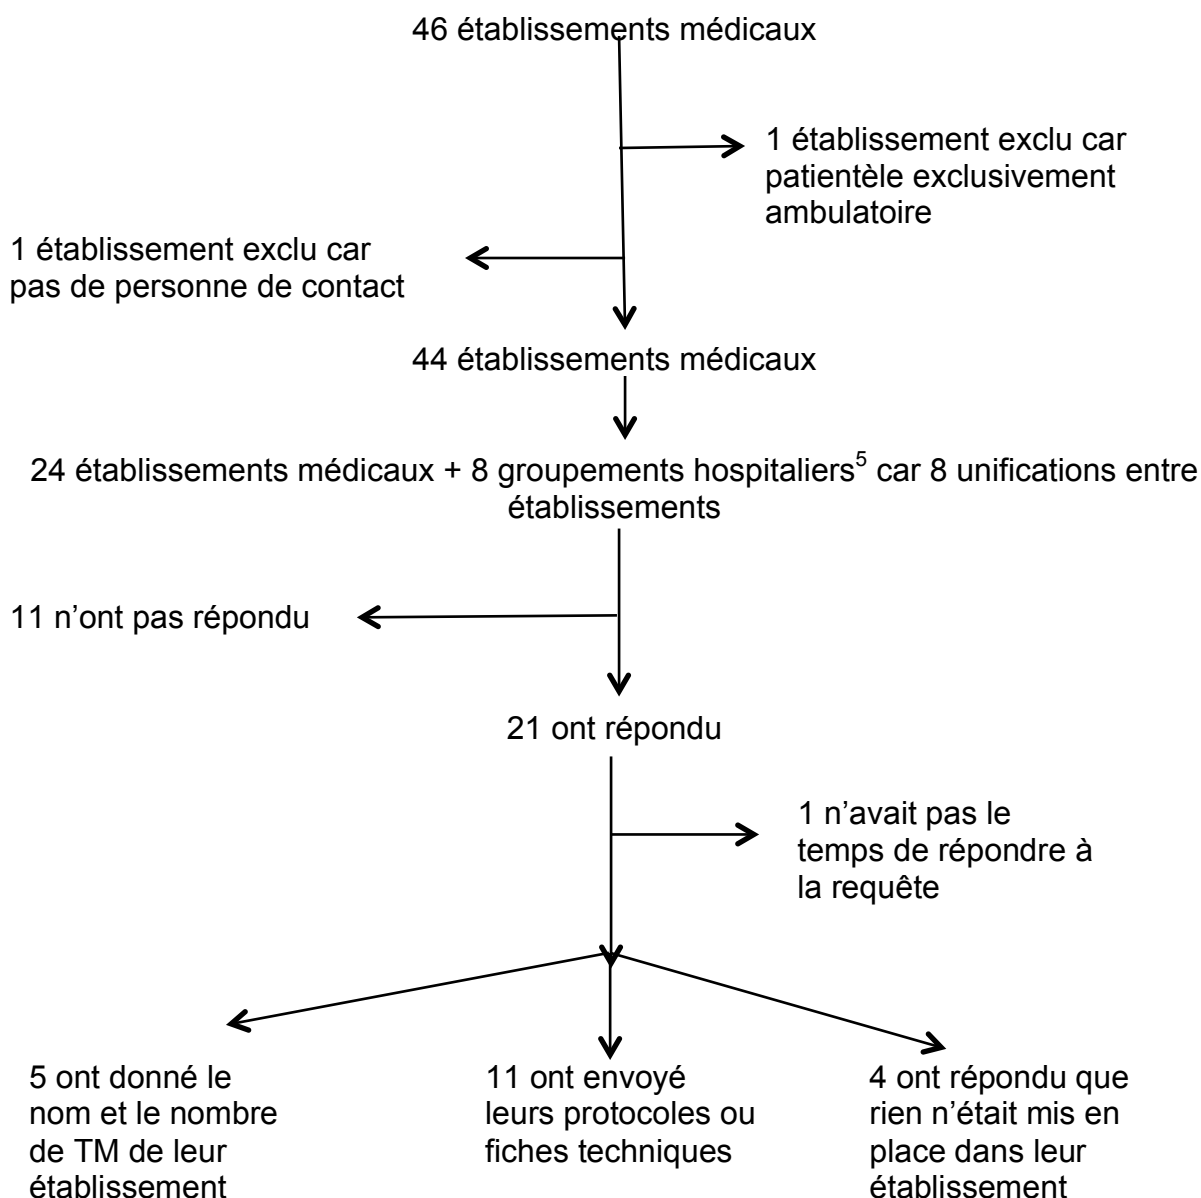 46 établissements médicaux
1 établissement exclu car
patientèle exclusivement
ambulatoire
1 établissement exclu car
pas de personne de contact
44 établissements médicaux
24 établissements médicaux + 8 groupements hospitaliers⁵ car 8 unifications entre
établissements
11 n’ont pas répondu
21 ont répondu
1 n’avait pas le
temps de répondre à
la requête
5 ont donné le
nom et le nombre
de TM de leur
établissement
11 ont envoyé
leurs protocoles ou
fiches techniques
4 ont répondu que
rien n’était mis en
place dans leur
établissement